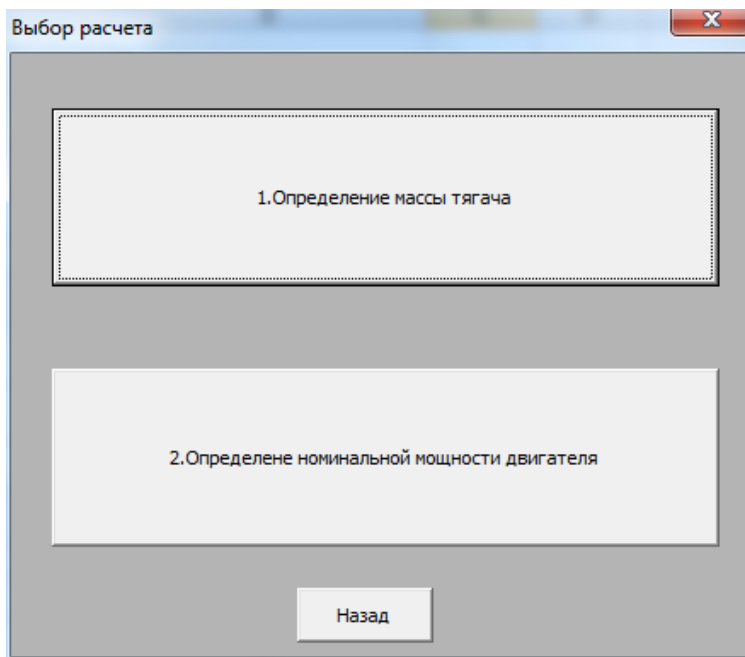 Выбор расчета
1.Определение массы тягача
2.Определене номинальной мощности двигателя
Назад